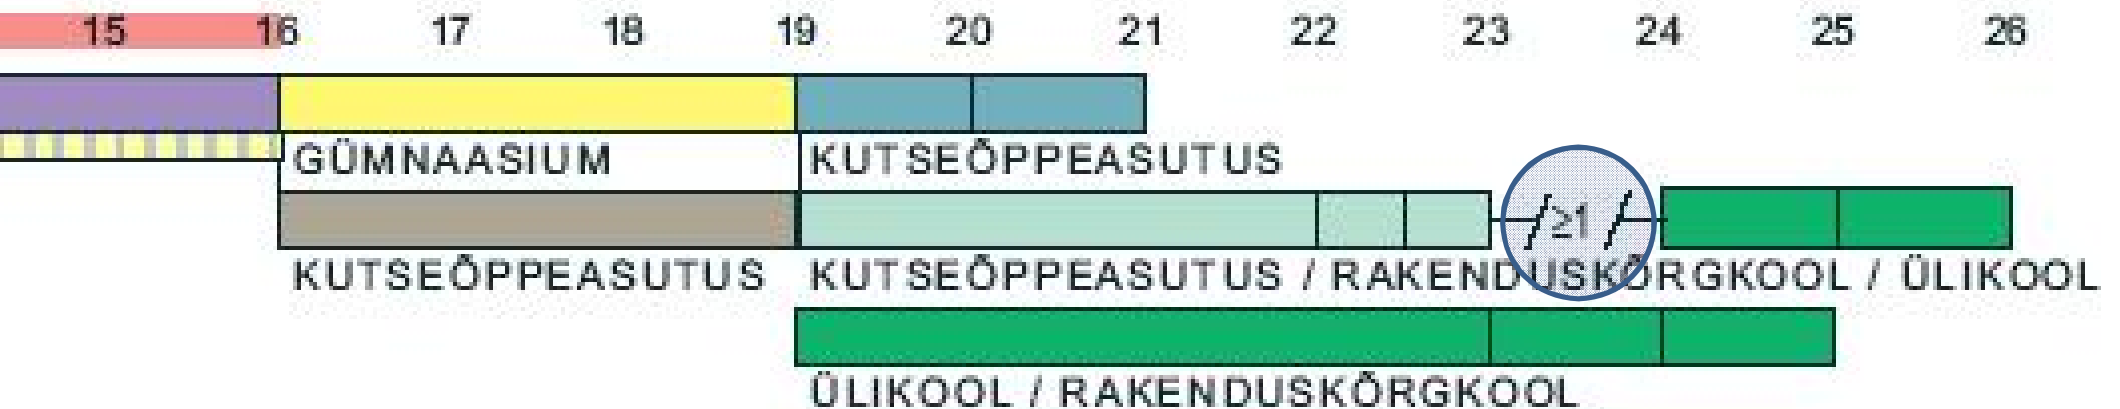 15 16 17 18 19 20 21 22 23 24 25 26
GÜMNAASIUM KUTSEÕPPEASUTUS
≥1
KUTSEÕPPEASUTUS KUTSEÕPPEASUTUS / RAKENDUSKÕRGKOOL / ÜLIKOOL
ÜLIKOOL / RAKENDUSKÕRGKOOL